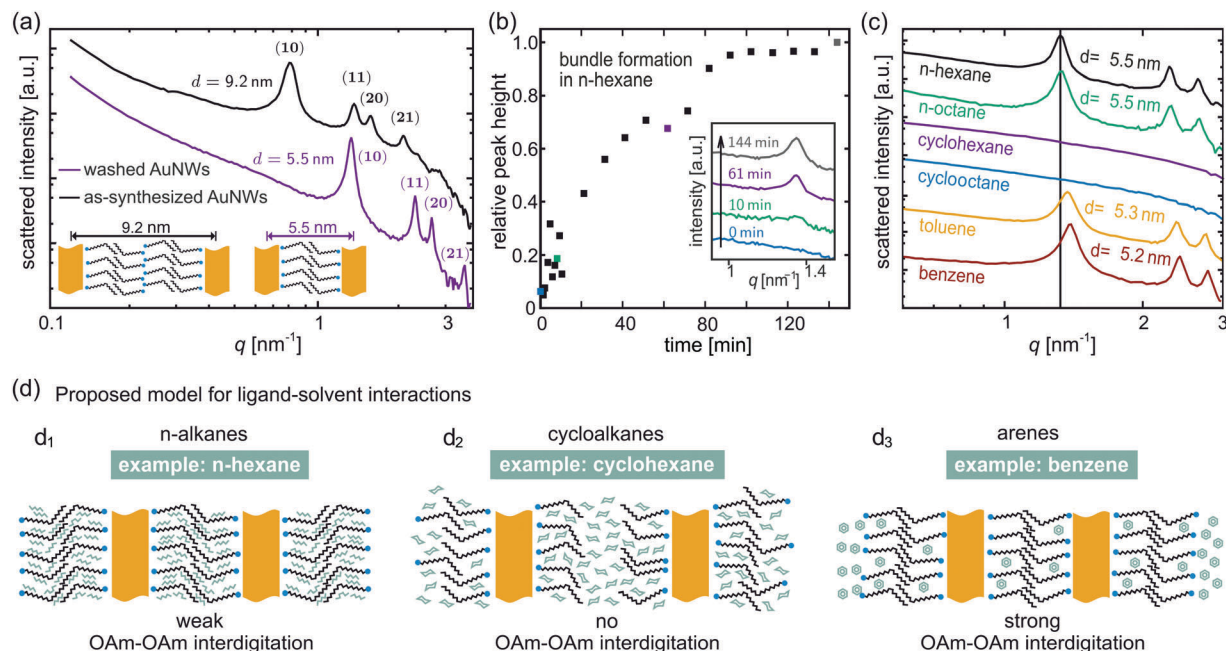 (a)
scattered intensity [a.u.]
(10)
d = 9.2 nm
(11)
(20)
(21)
d = 5.5 nm
(10)
(11)
(20)
(21)
washed AuNWs
as-synthesized AuNWs
9.2 nm
5.5 nm
0.1
1
3
q [nm⁻¹]
(b)
relative peak height
1.0
0.8
0.6
0.4
0.2
0
bundle formation
in n-hexane
intensity [a.u.]
144 min
61 min
10 min
0 min
1
1.4
q [nm⁻¹]
0
40
80
120
time [min]
(c)
scattered intensity [a.u.]
n-hexane
d= 5.5 nm
n-octane
d= 5.5 nm
cyclohexane
cyclooctane
toluene
d= 5.3 nm
benzene
d= 5.2 nm
1
2
3
q [nm⁻¹]
(d) Proposed model for ligand-solvent interactions
d₁
n-alkanes
example: n-hexane
weak
OAm-OAm interdigitation
d₂
cycloalkanes
example: cyclohexane
no
OAm-OAm interdigitation
d₃
arenes
example: benzene
strong
OAm-OAm interdigitation